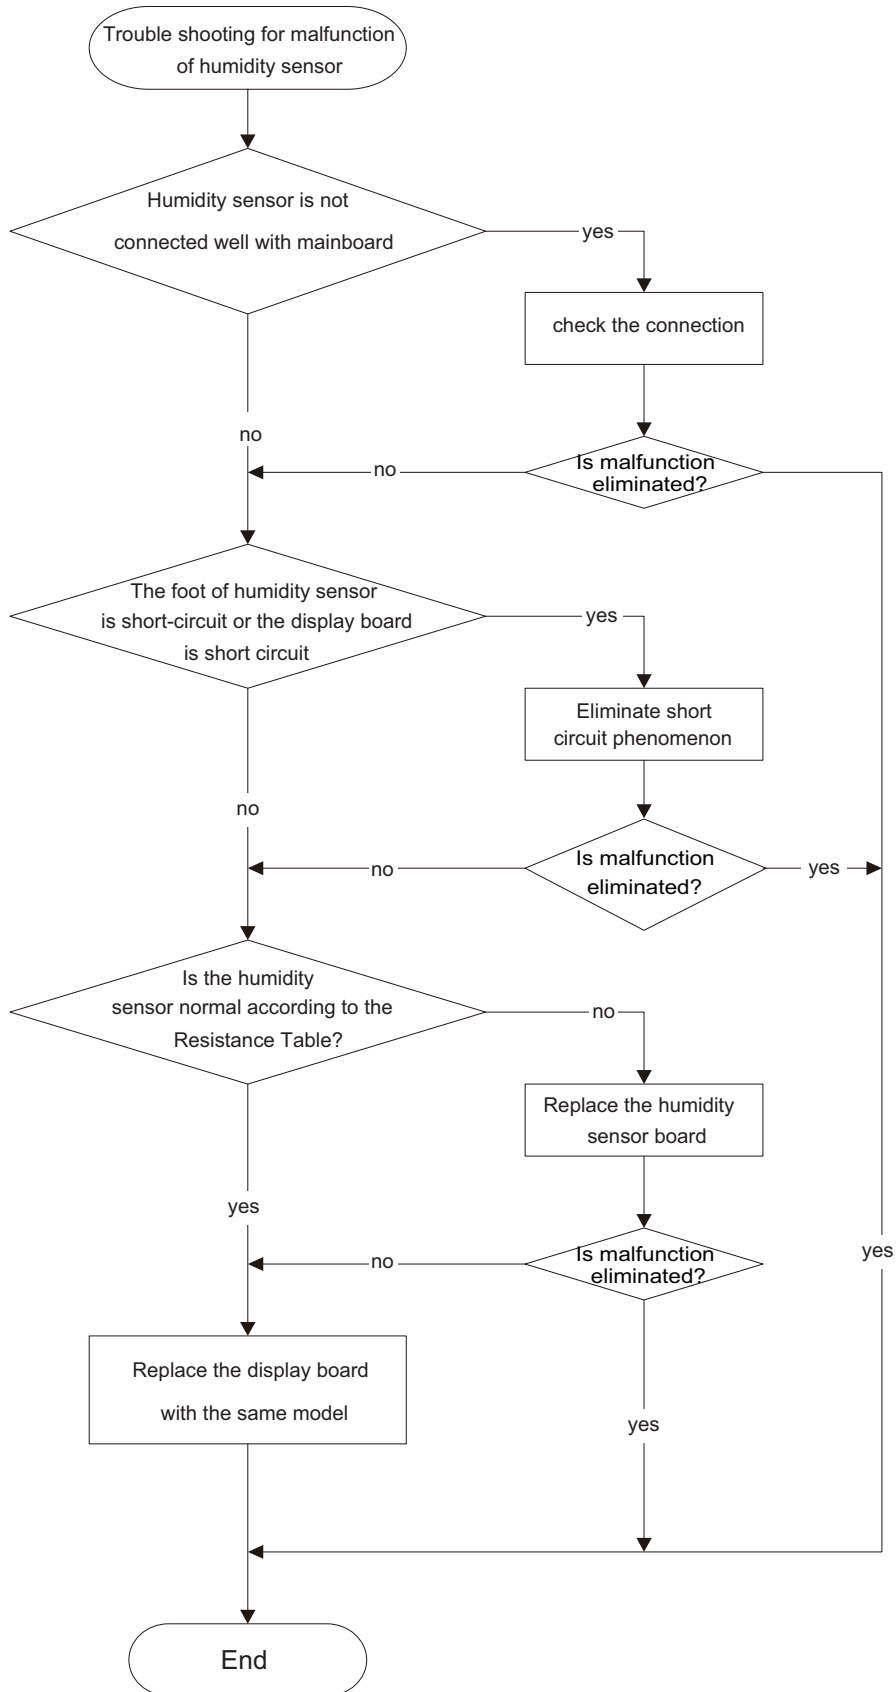 Trouble shooting for malfunction
of humidity sensor
Humidity sensor is not
connected well with mainboard
yes
check the connection
no
no
Is malfunction
eliminated?
The foot of humidity sensor
is short-circuit or the display board
is short circuit
yes
Eliminate short
circuit phenomenon
no
no
Is malfunction
eliminated?
yes
Is the humidity
sensor normal according to the
Resistance Table?
no
Replace the humidity
sensor board
yes
no
Is malfunction
eliminated?
yes
Replace the display board
with the same model
yes
End